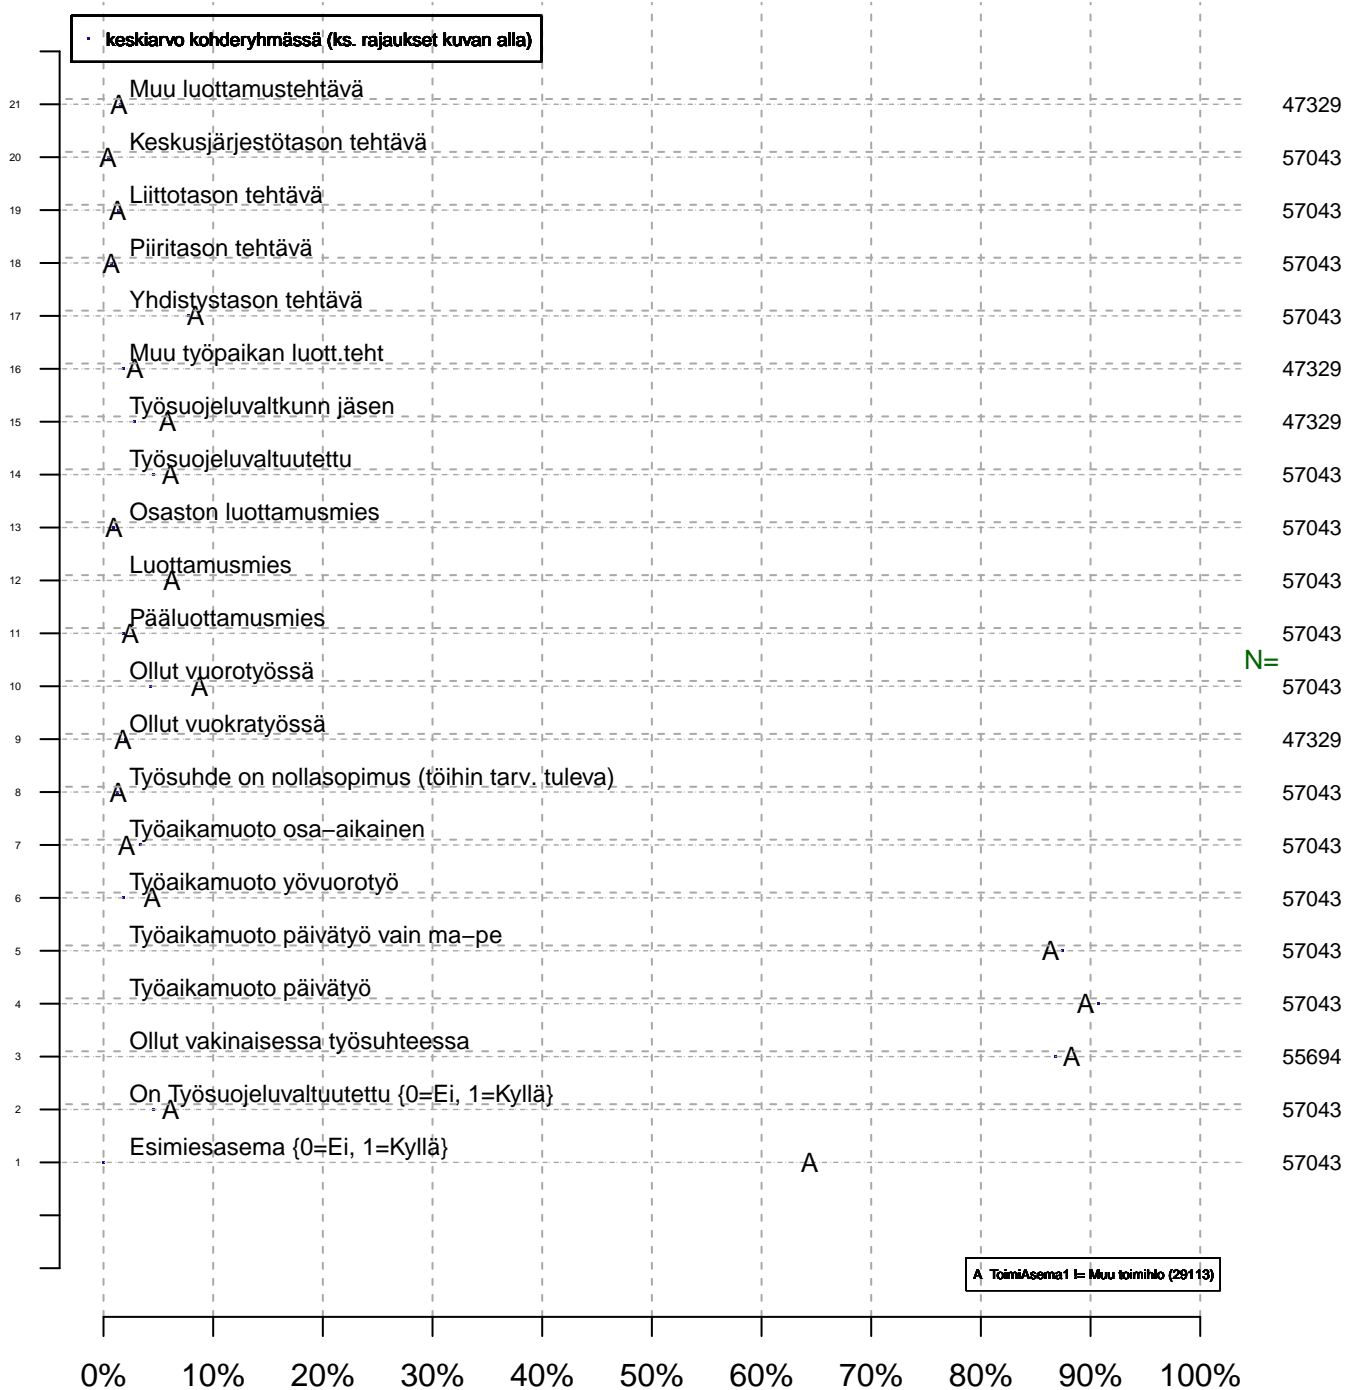 keskiarvo kohderyhmässä (ks. rajaukset kuvan alla)
21 Muu luottamustehtävä A 47329
20 Keskusjärjestötason tehtävä A 57043
19 Liittotason tehtävä A 57043
18 Piiritason tehtävä A 57043
17 Yhdistystason tehtävä A 57043
16 Muu työpaikan luott.teht A 47329
15 Työsuojeluvaltkunn jäsen A 47329
14 Työsuojeluvaltuutettu A 57043
13 Osaston luottamusmies A 57043
12 Luottamusmies A 57043
11 Pääluottamusmies A 57043
N=
10 Ollut vuorotyössä A 57043
9 Ollut vuokratyössä A 47329
8 Työsuhde on nollasopimus (töihin tarv. tuleva) A 57043
7 Työaikamuoto osa−aikainen A 57043
6 Työaikamuoto yövuorotyö A 57043
5 Työaikamuoto päivätyö vain ma−pe A 57043
4 Työaikamuoto päivätyö A 57043
3 Ollut vakinaisessa työsuhteessa A 55694
2 On Työsuojeluvaltuutettu {0=Ei, 1=Kyllä} A 57043
1 Esimiesasema {0=Ei, 1=Kyllä} A 57043
A ToimiAsema1 != Muu toimihlo (29113)
0% 10% 20% 30% 40% 50% 60% 70% 80% 90% 100%